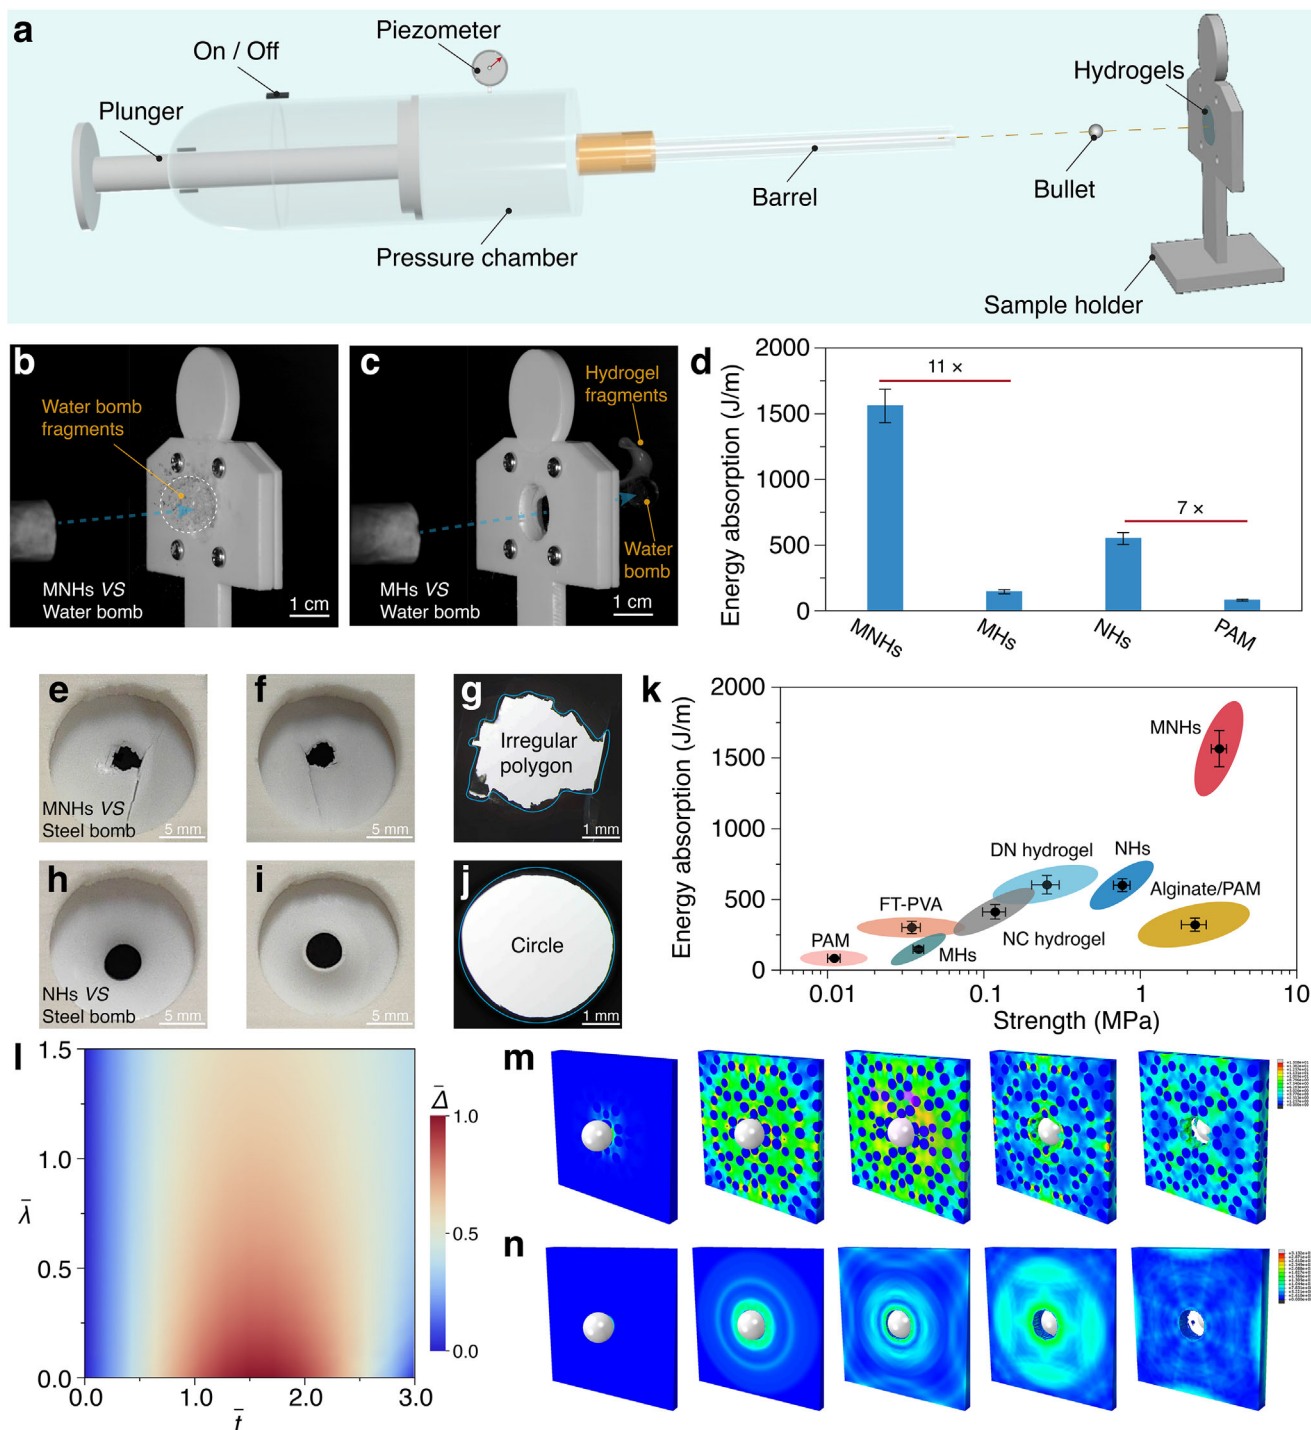 a
Piezometer
On / Off
Plunger
Hydrogels
Barrel
Bullet
Pressure chamber
Sample holder
b
Water bomb
fragments
MNHs VS
Water bomb
1 cm
c
Hydrogel
fragments
Water
bomb
MHs VS
Water bomb
1 cm
d
Energy absorption (J/m)
2000
1500
1000
500
0
11 ×
7 ×
MNHs
MHs
NHs
PAM
e
MNHs VS
Steel bomb
5 mm
f
5 mm
g
Irregular
polygon
1 mm
h
NHs VS
Steel bomb
5 mm
i
5 mm
j
Circle
1 mm
k
Energy absorption (J/m)
2000
1500
1000
500
0
MNHs
DN hydrogel
NHs
FT-PVA
Alginate/PAM
PAM
MHs
NC hydrogel
0.01
0.1
1
10
Strength (MPa)
l
1.5
1.0
0.5
0.0
λ̄
0.0
1.0
2.0
3.0
t̄
Δ̄
1.0
0.5
0.0
m
n